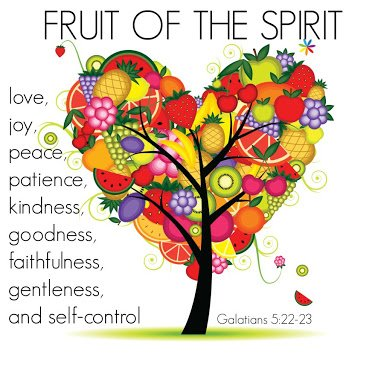 FRUIT OF THE SPIRIT
love,
joy,
peace,
patience,
kindness,
goodness,
faithfulness,
gentleness,
and self-control
Galatians 5:22-23